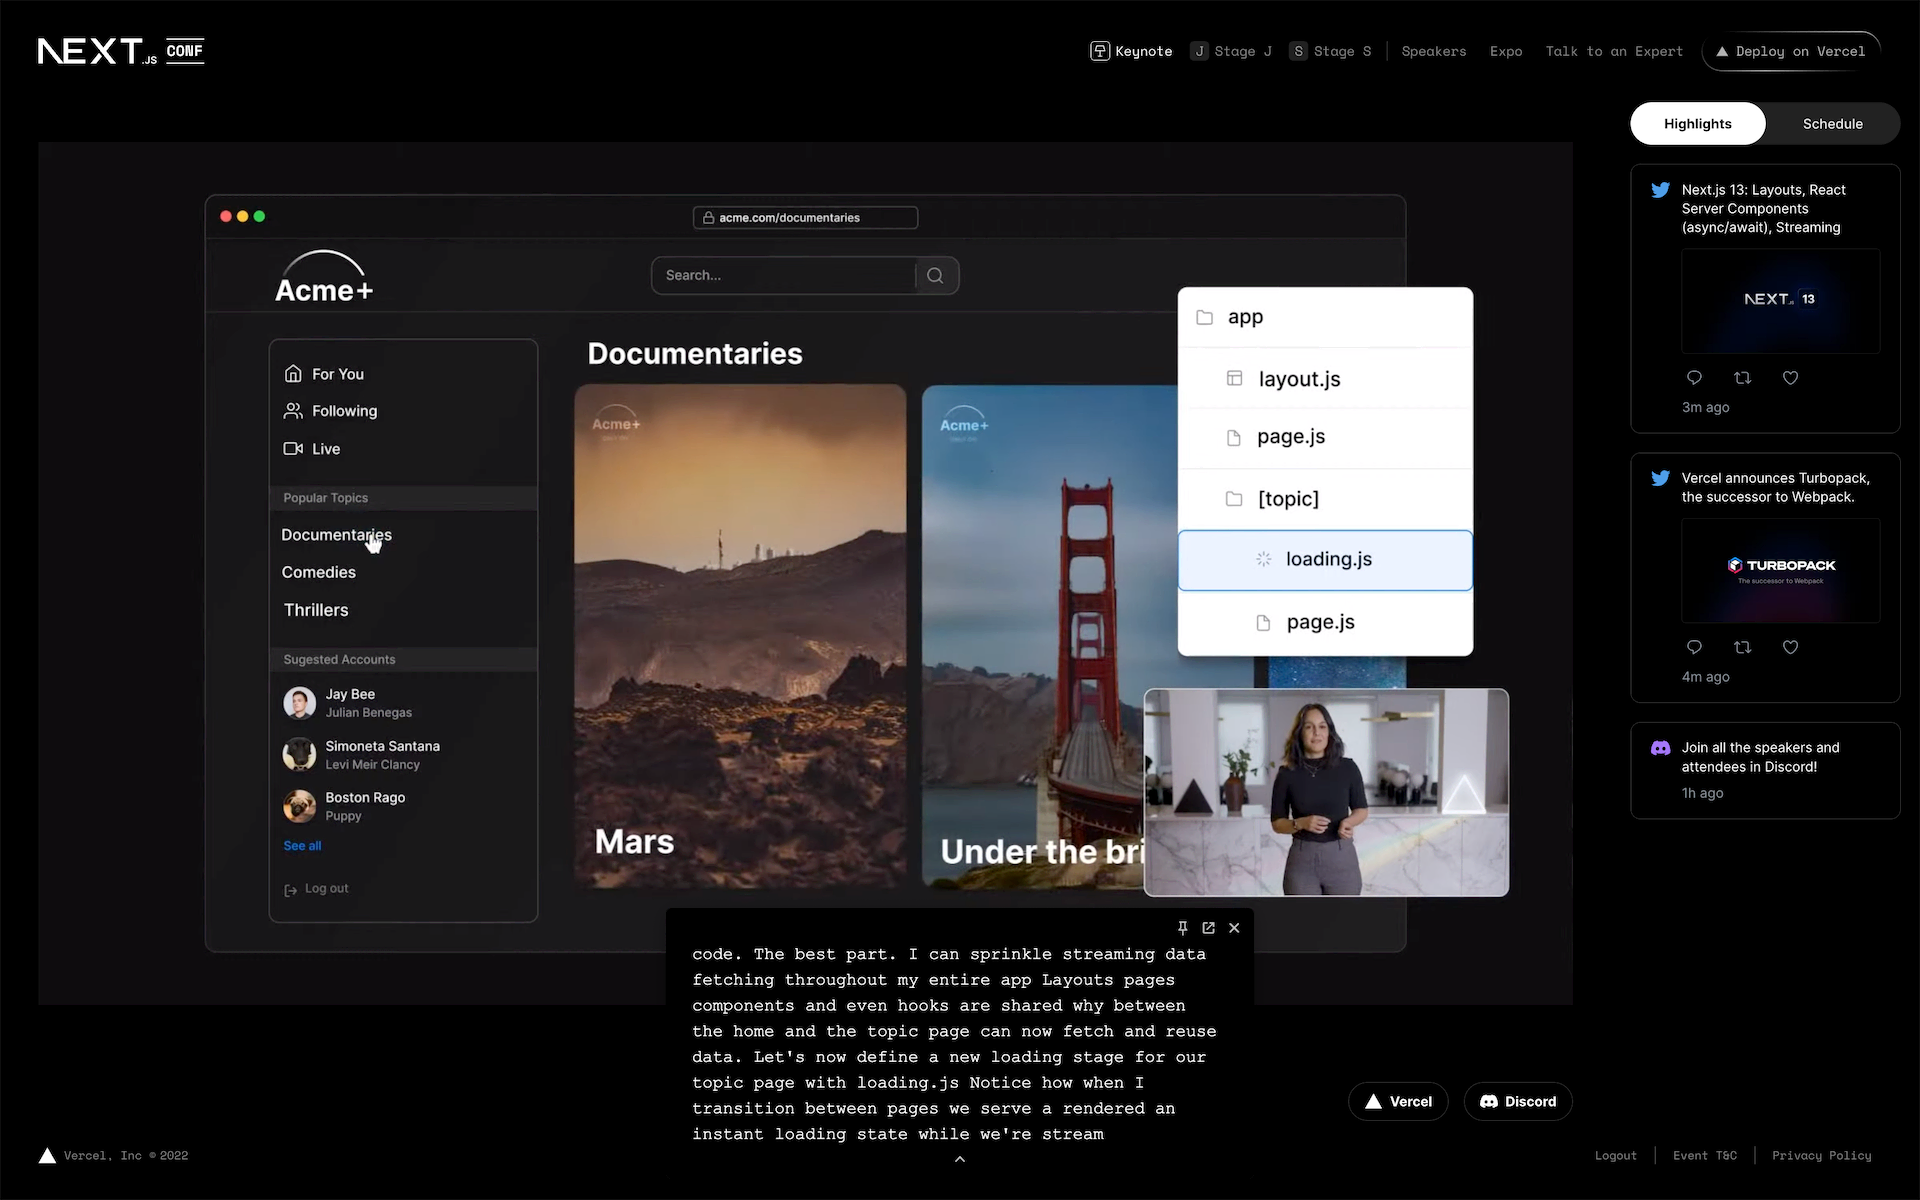 NEXT.JS CONF
Keynote
J Stage J
S Stage S
Speakers
Expo
Talk to an Expert
Deploy on Vercel
Highlights
Schedule
acme.com/documentaries
Acme+
Search...
For You
Following
Live
Popular Topics
Documentaries
Comedies
Thrillers
Sugested Accounts
Jay Bee
Julian Benegas
Simoneta Santana
Levi Meir Clancy
Boston Rago
Puppy
See all
Log out
Documentaries
Acme+
Mars
Acme+
Under the bri
app
layout.js
page.js
[topic]
loading.js
page.js
code. The best part. I can sprinkle streaming data
fetching throughout my entire app Layouts pages
components and even hooks are shared why between
the home and the topic page can now fetch and reuse
data. Let's now define a new loading stage for our
topic page with loading.js Notice how when I
transition between pages we serve a rendered an
instant loading state while we're stream
Next.js 13: Layouts, React
Server Components
(async/await), Streaming
NEXT.JS 13
3m ago
Vercel announces Turbopack,
the successor to Webpack.
TURBOPACK
The successor to Webpack
4m ago
Join all the speakers and
attendees in Discord!
1h ago
Vercel
Discord
Vercel, Inc © 2022
Logout
Event T&C
Privacy Policy